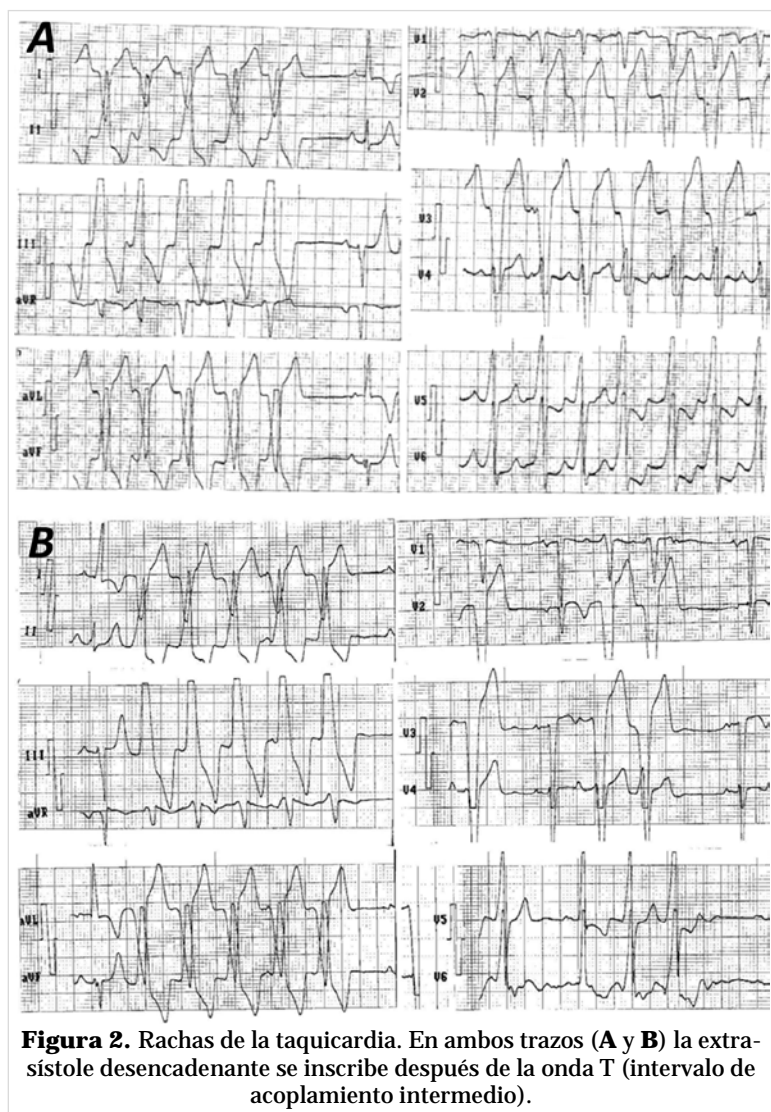 A
I
II
III
aVR
aVL
aVF
V1
V2
V3
V4
V5
V6
B
I
II
III
aVR
aVL
aVF
V1
V2
V3
V4
V5
V6
Figura 2. Rachas de la taquicardia. En ambos trazos (A y B) la extra-
sístole desencadenante se inscribe después de la onda T (intervalo de
acoplamiento intermedio).